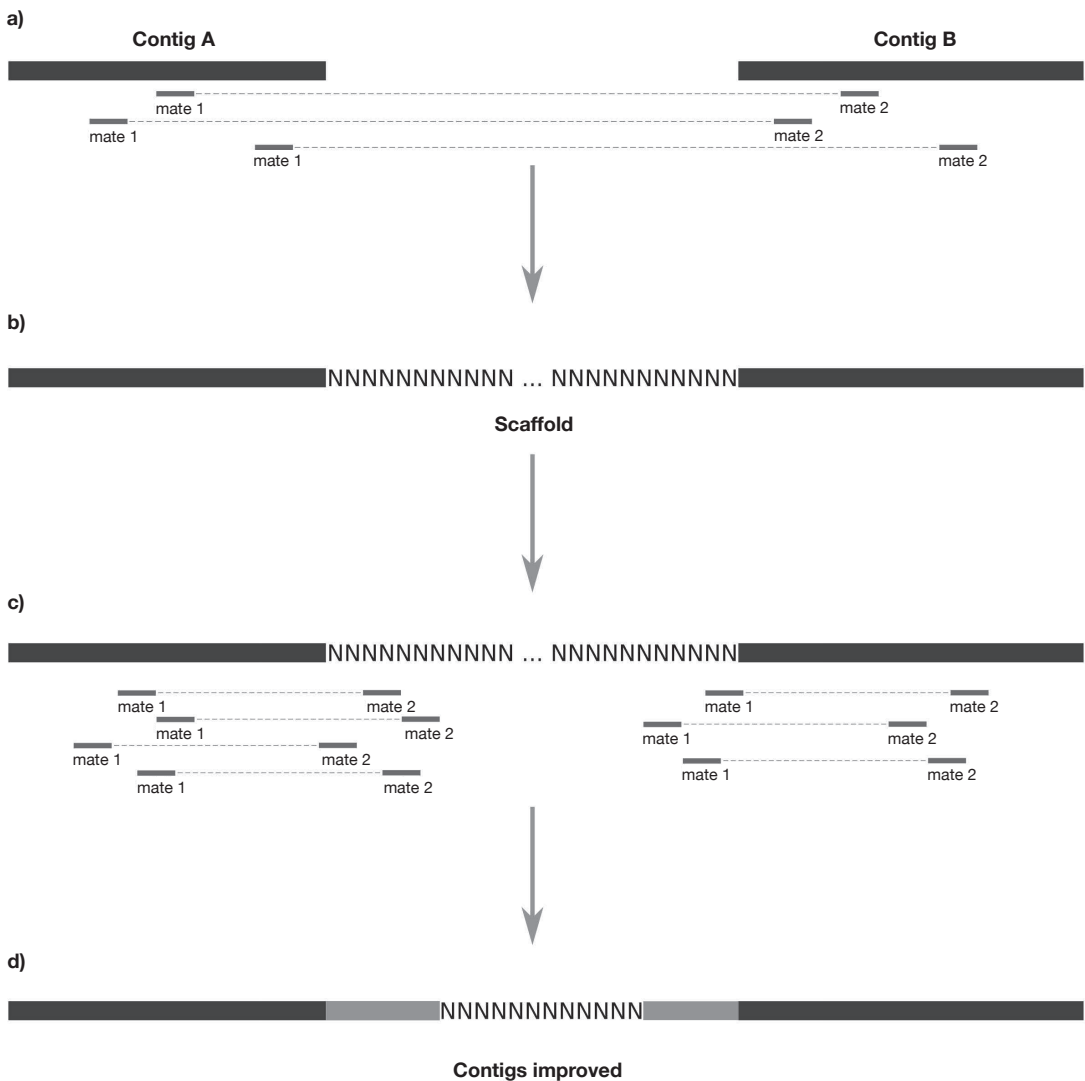 a)
Contig A Contig B
mate 1 mate 2
mate 1 mate 2
mate 1 mate 2
b)
NNNNNNNNNNN ... NNNNNNNNNNN
Scaffold
c)
NNNNNNNNNNN ... NNNNNNNNNNN
mate 1 mate 2 mate 1 mate 2
mate 1 mate 2 mate 1 mate 2
mate 1 mate 2 mate 1 mate 2
mate 1 mate 2
d)
NNNNNNNNNNNN
Contigs improved